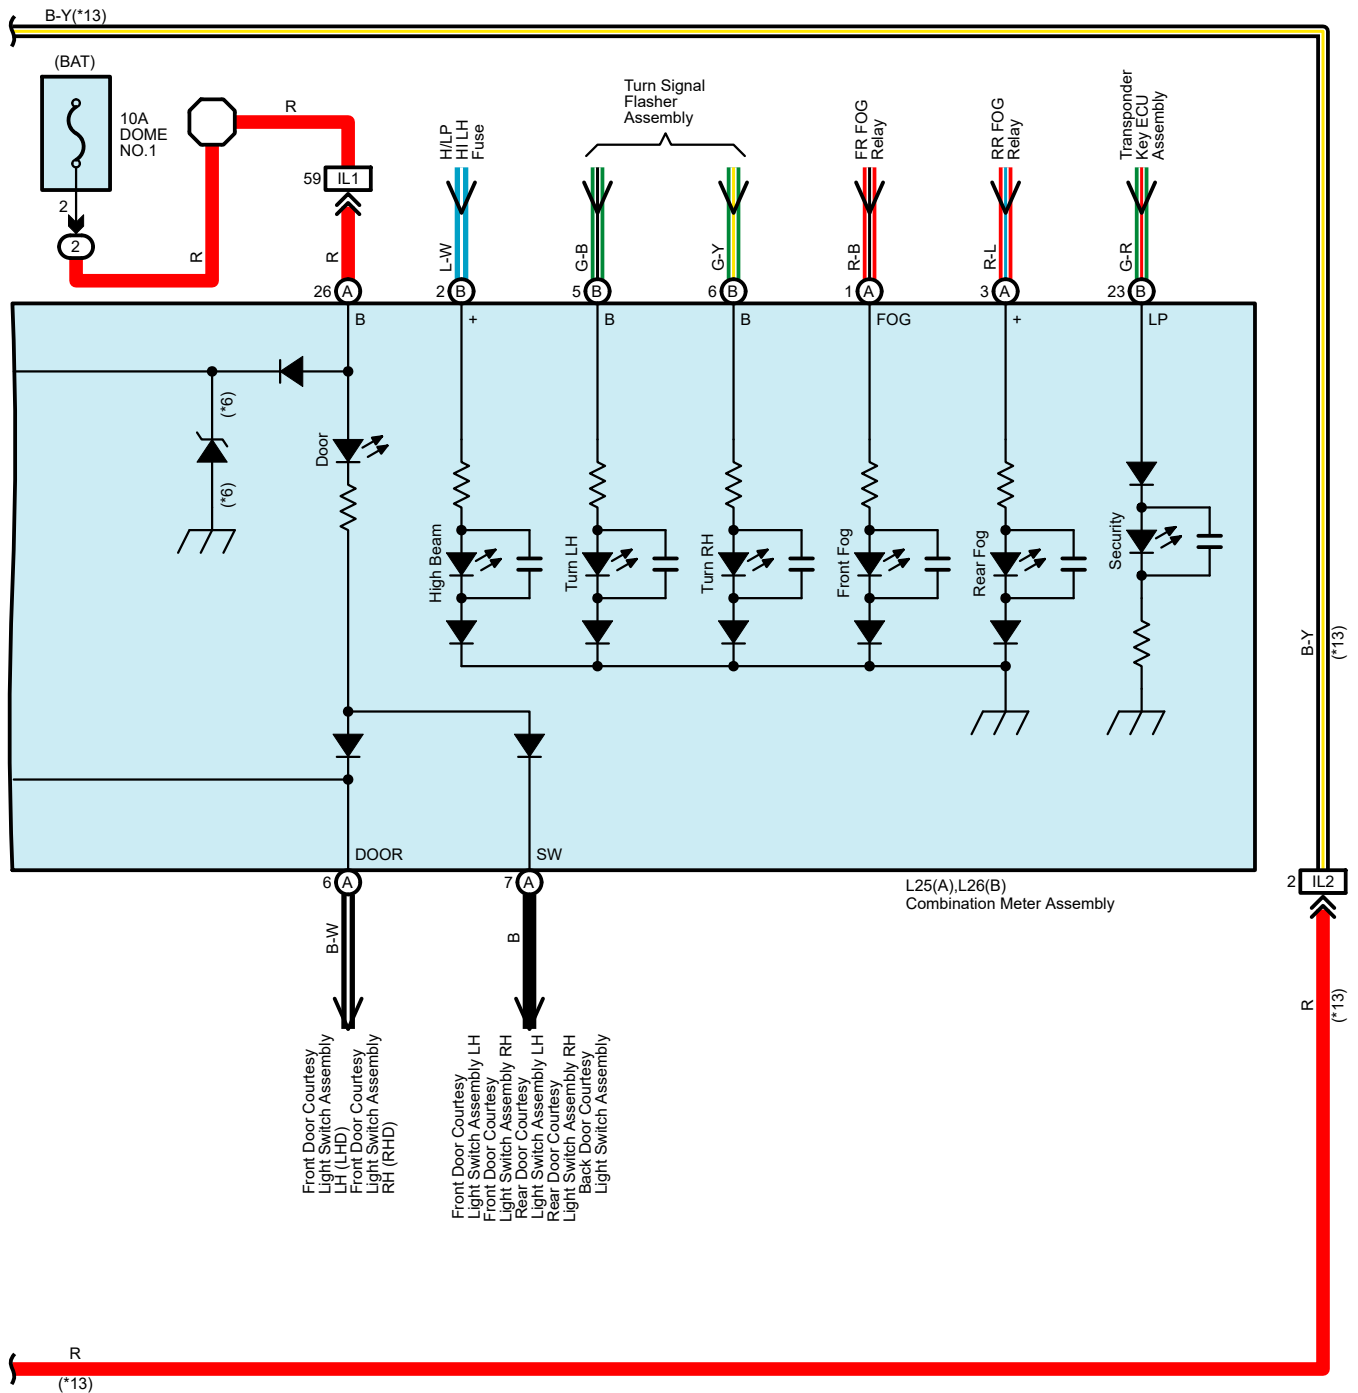 B-Y(*13)
(BAT)
10A
DOME
NO.1
2
2
R
R
59 IL1
R
H/LP
HI LH
Fuse
Turn Signal
Flasher
Assembly
FR FOG
Relay
RR FOG
Relay
Transponder
Key ECU
Assembly
L-W
G-B
G-Y
R-B
R-L
G-R
26 A
2 B
5 B
6 B
1 A
3 A
23 B
B
+
B
B
FOG
+
LP
(*6)
(*6)
Door
High Beam
Turn LH
Turn RH
Front Fog
Rear Fog
Security
B-Y
(*13)
DOOR
SW
6 A
7 A
L25(A),L26(B)
Combination Meter Assembly
2 IL2
B-W
B
R
(*13)
Front Door Courtesy
Light Switch Assembly
LH (LHD)
Front Door Courtesy
Light Switch Assembly
RH (RHD)
Front Door Courtesy
Light Switch Assembly LH
Front Door Courtesy
Light Switch Assembly RH
Rear Door Courtesy
Light Switch Assembly LH
Rear Door Courtesy
Light Switch Assembly RH
Back Door Courtesy
Light Switch Assembly
R
(*13)